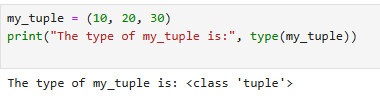 my_tuple = (10, 20, 30)
print("The type of my_tuple is:", type(my_tuple))
The type of my_tuple is: <class 'tuple'>